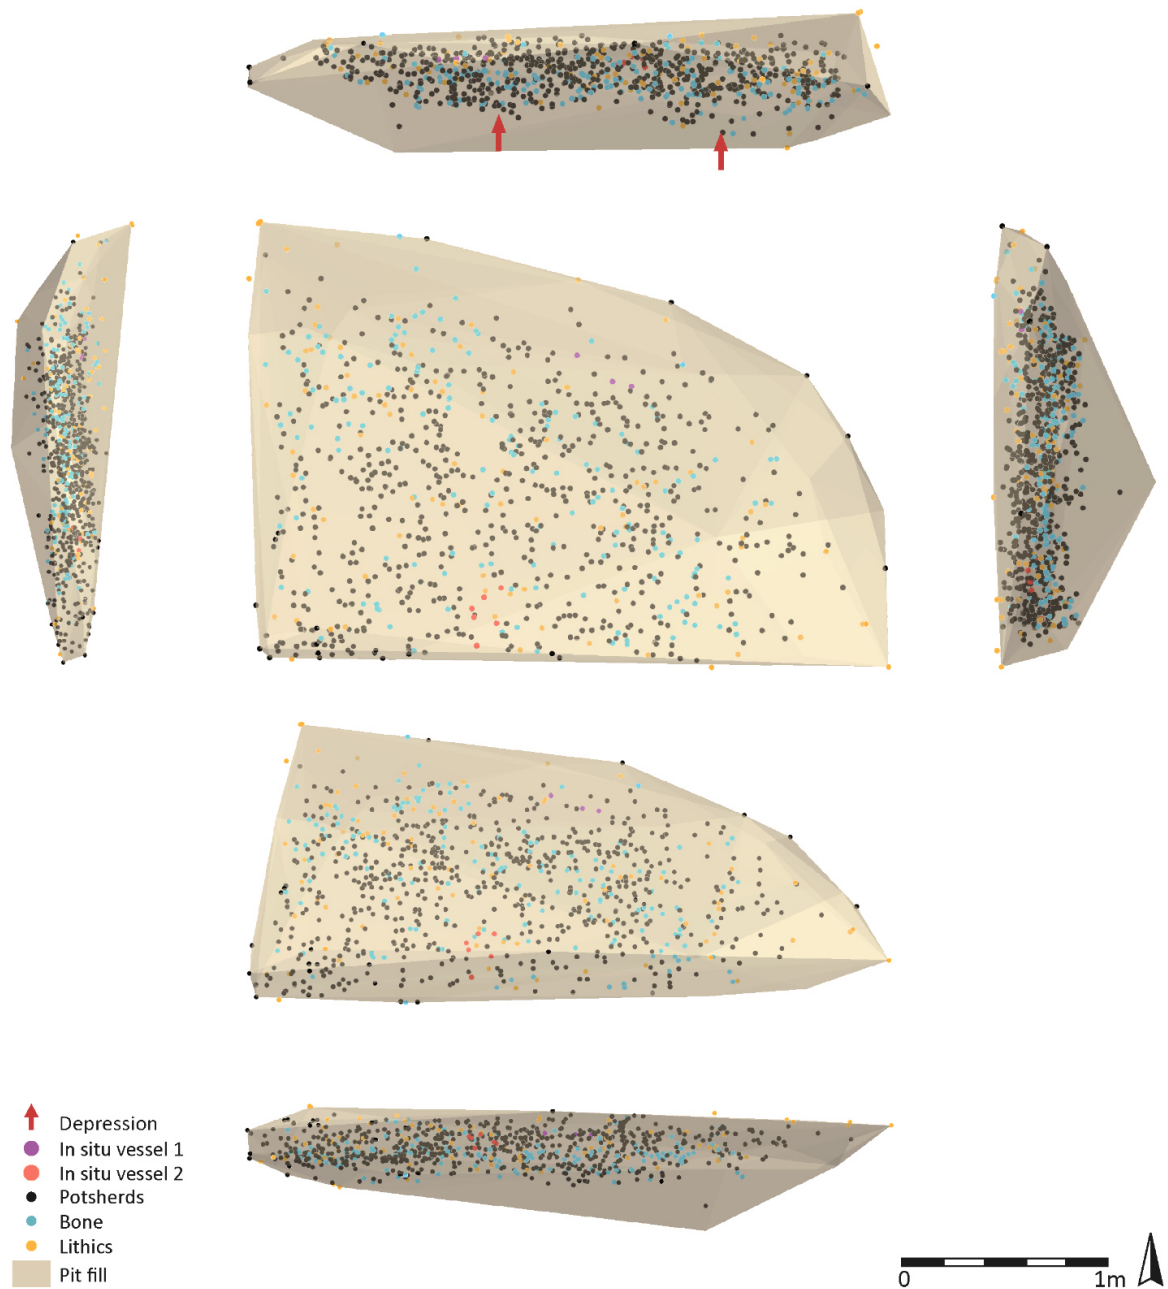 Depression
In situ vessel 1
In situ vessel 2
Potsherds
Bone
Lithics
Pit fill
0 1m